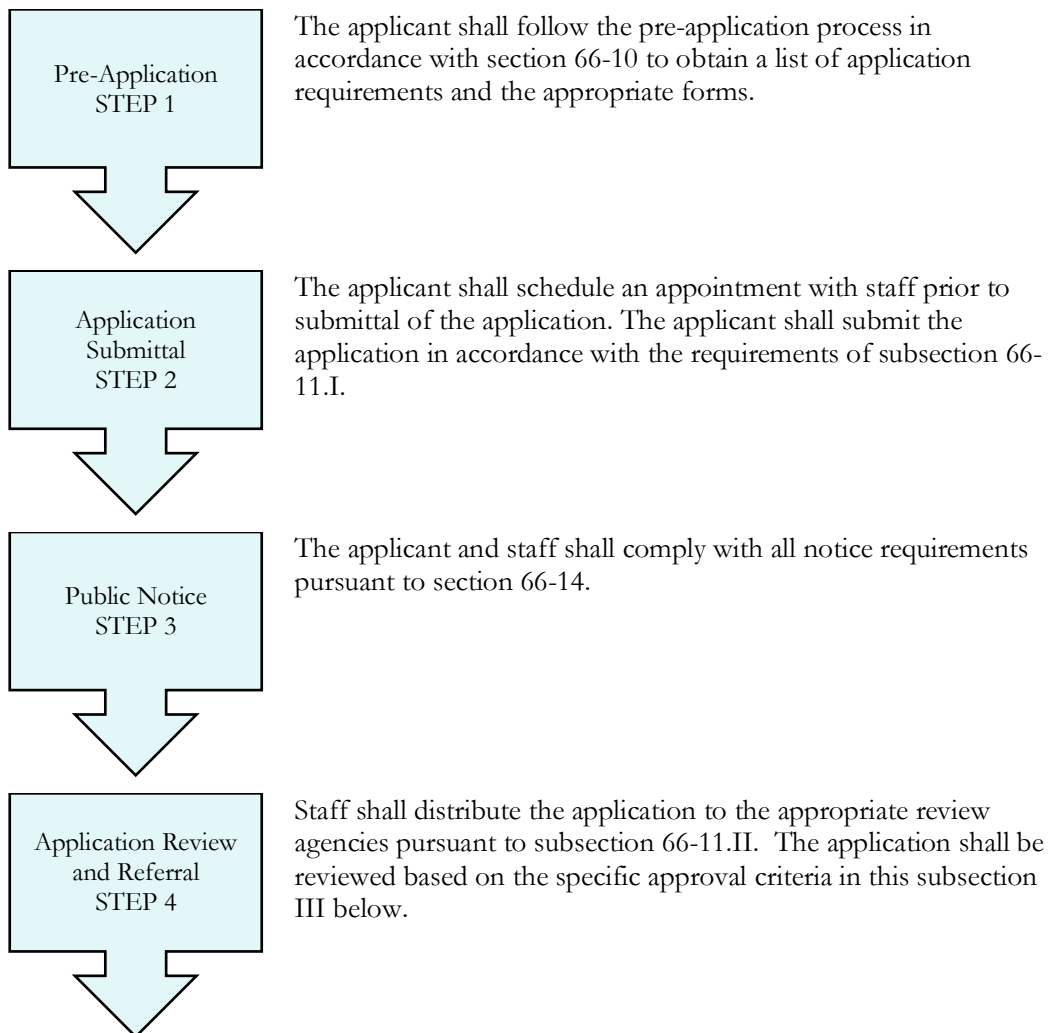 Pre-Application
STEP 1
The applicant shall follow the pre-application process in
accordance with section 66-10 to obtain a list of application
requirements and the appropriate forms.
Application
Submittal
STEP 2
The applicant shall schedule an appointment with staff prior to
submittal of the application. The applicant shall submit the
application in accordance with the requirements of subsection 66-
11.I.
Public Notice
STEP 3
The applicant and staff shall comply with all notice requirements
pursuant to section 66-14.
Application Review
and Referral
STEP 4
Staff shall distribute the application to the appropriate review
agencies pursuant to subsection 66-11.II.  The application shall be
reviewed based on the specific approval criteria in this subsection
III below.